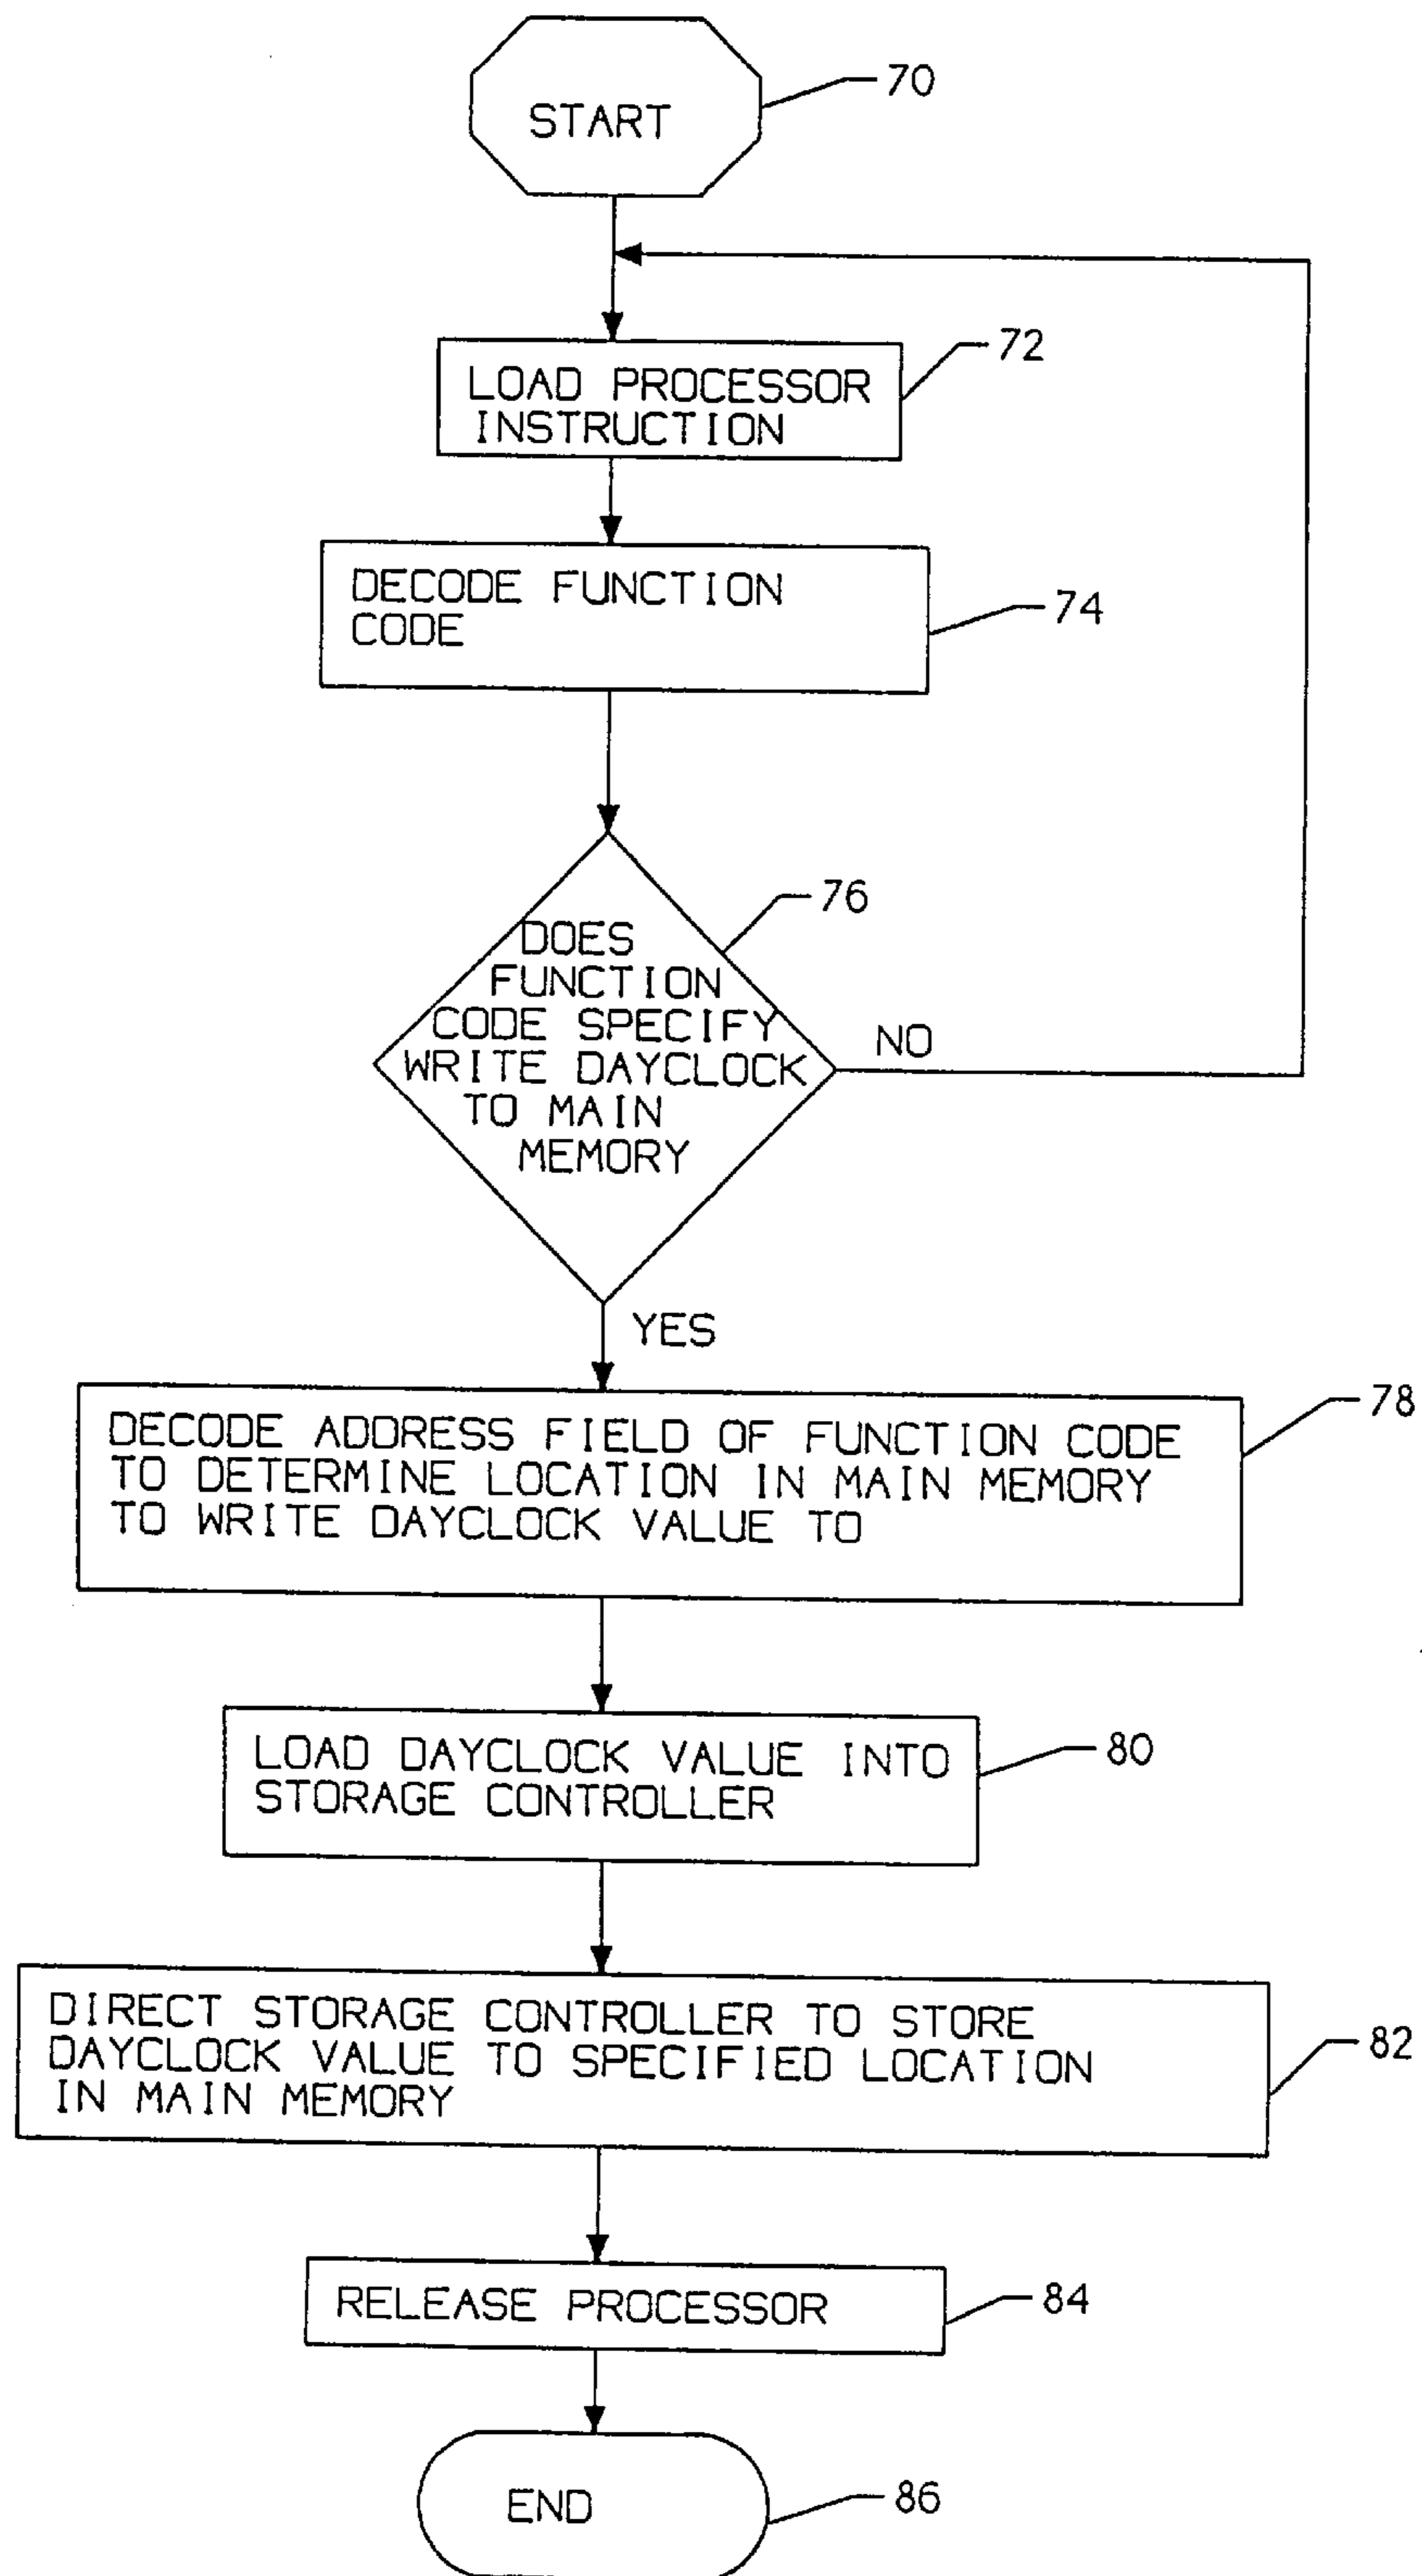 START
70
LOAD PROCESSOR
INSTRUCTION
72
DECODE FUNCTION
CODE
74
DOES
FUNCTION
CODE SPECIFY
WRITE DAYCLOCK
TO MAIN
MEMORY
76
NO
YES
DECODE ADDRESS FIELD OF FUNCTION CODE
TO DETERMINE LOCATION IN MAIN MEMORY
TO WRITE DAYCLOCK VALUE TO
78
LOAD DAYCLOCK VALUE INTO
STORAGE CONTROLLER
80
DIRECT STORAGE CONTROLLER TO STORE
DAYCLOCK VALUE TO SPECIFIED LOCATION
IN MAIN MEMORY
82
RELEASE PROCESSOR
84
END
86